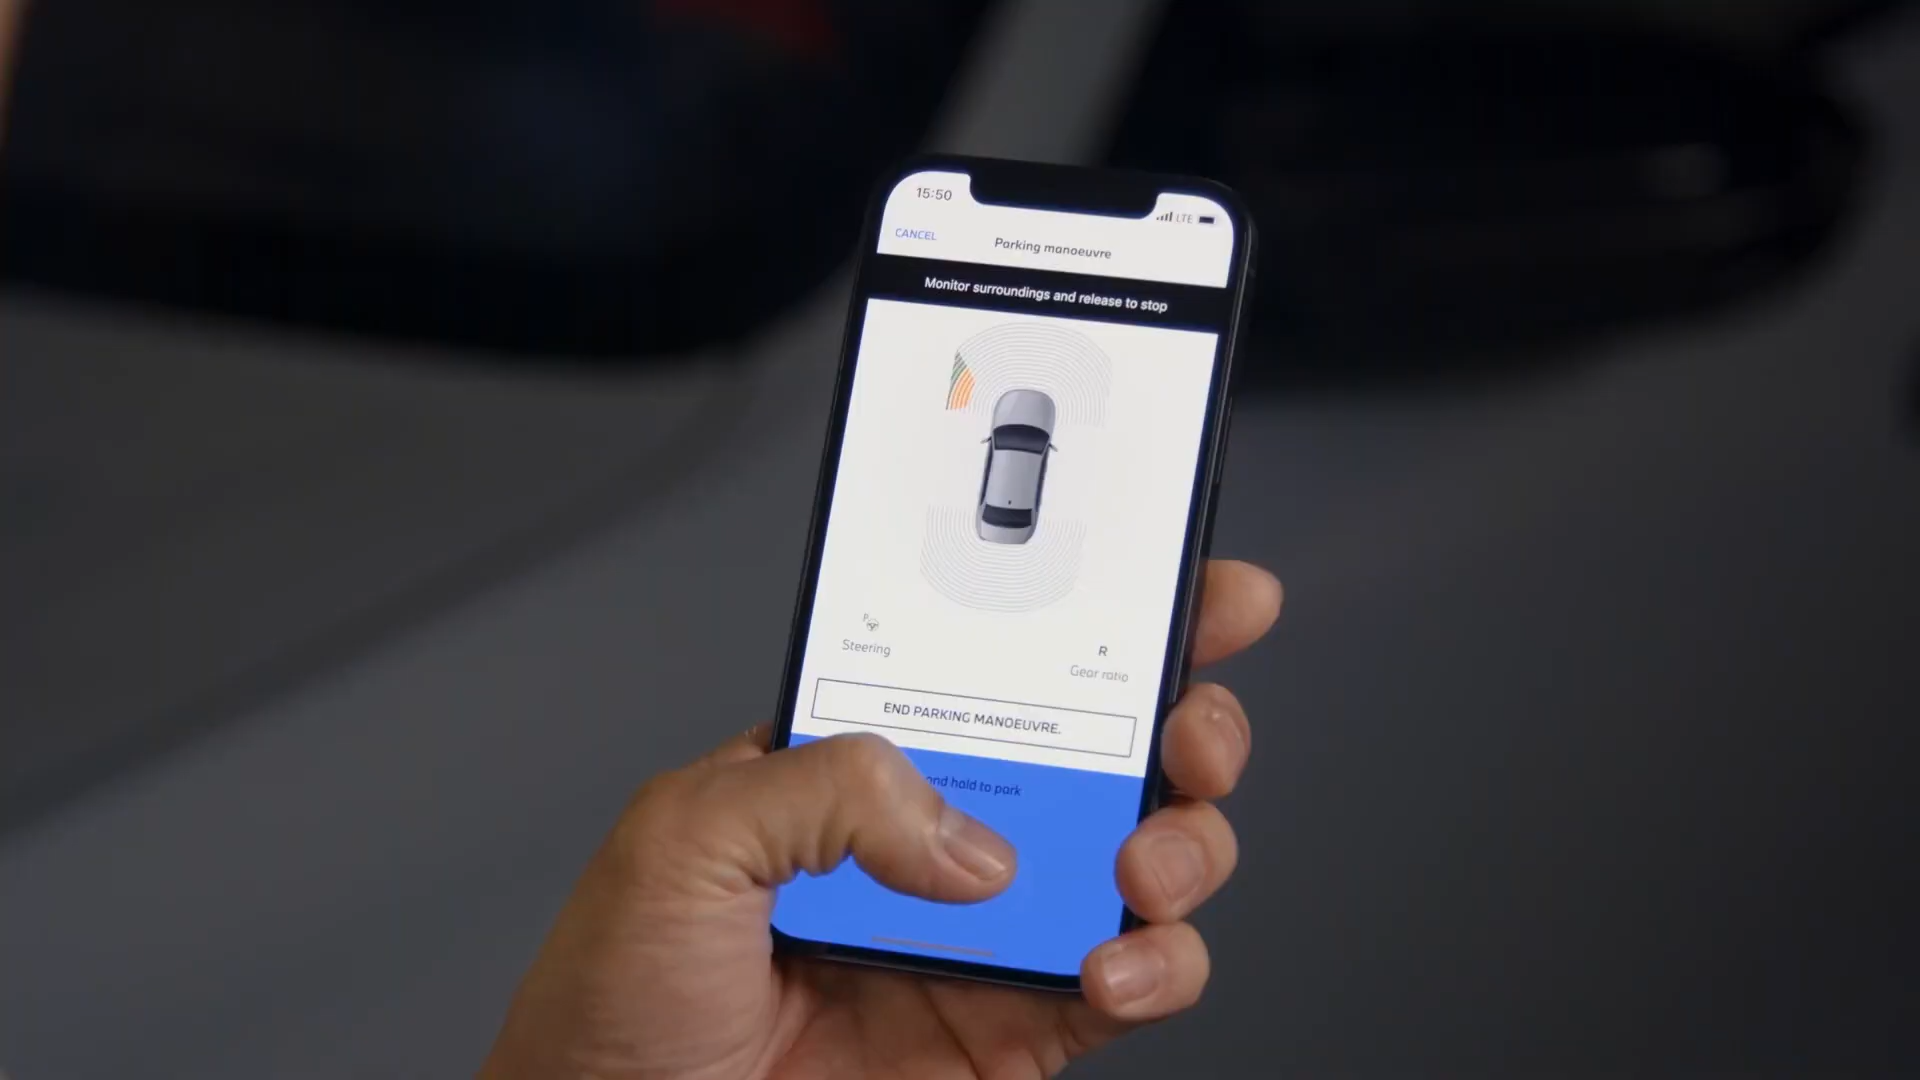 15:50
LTE
CANCEL
Parking manoeuvre
Monitor surroundings and release to stop
P
Steering
R
Gear ratio
END PARKING MANOEUVRE.
and hold to park